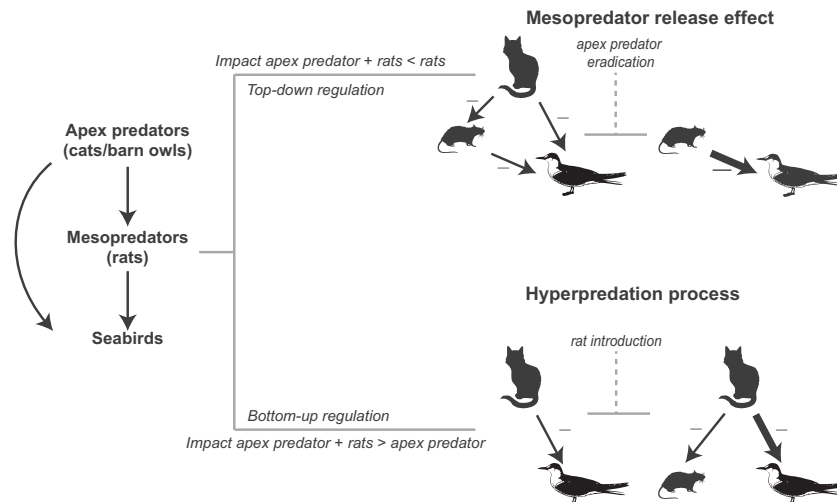 Mesopredator release effect
Impact apex predator + rats < rats
apex predator
eradication
Top-down regulation
–
–
–
–
Apex predators
(cats/barn owls)
Mesopredators
(rats)
Seabirds
Hyperpredation process
rat introduction
Bottom-up regulation
–
–
–
Impact apex predator + rats > apex predator